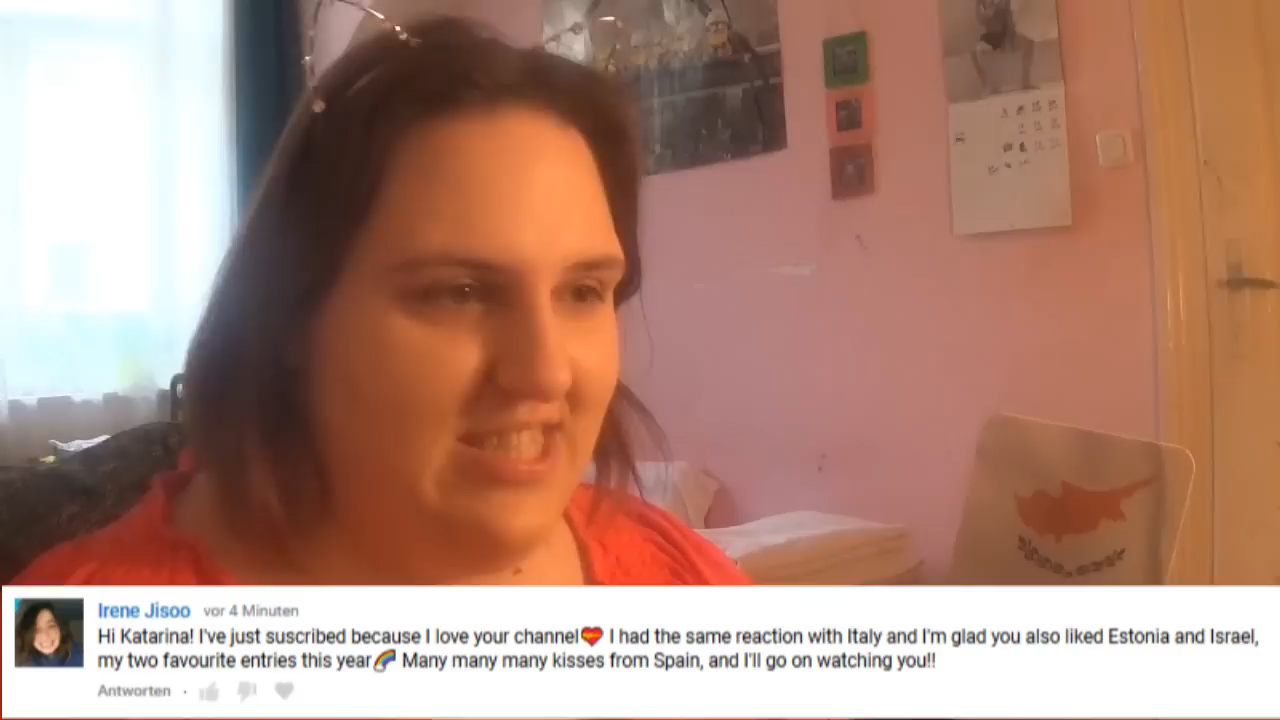 Irene Jisoo vor 4 Minuten
Hi Katarina! I've just suscribed because I love your channel💝 I had the same reaction with Italy and I'm glad you also liked Estonia and Israel,
my two favourite entries this year🌈 Many many many kisses from Spain, and I'll go on watching you!!
Antworten ·